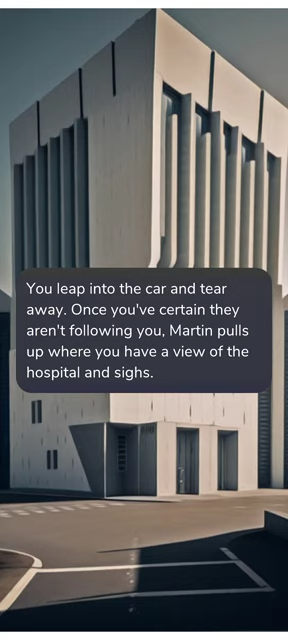 You leap into the car and tear
away. Once you've certain they
aren't following you, Martin pulls
up where you have a view of the
hospital and sighs.